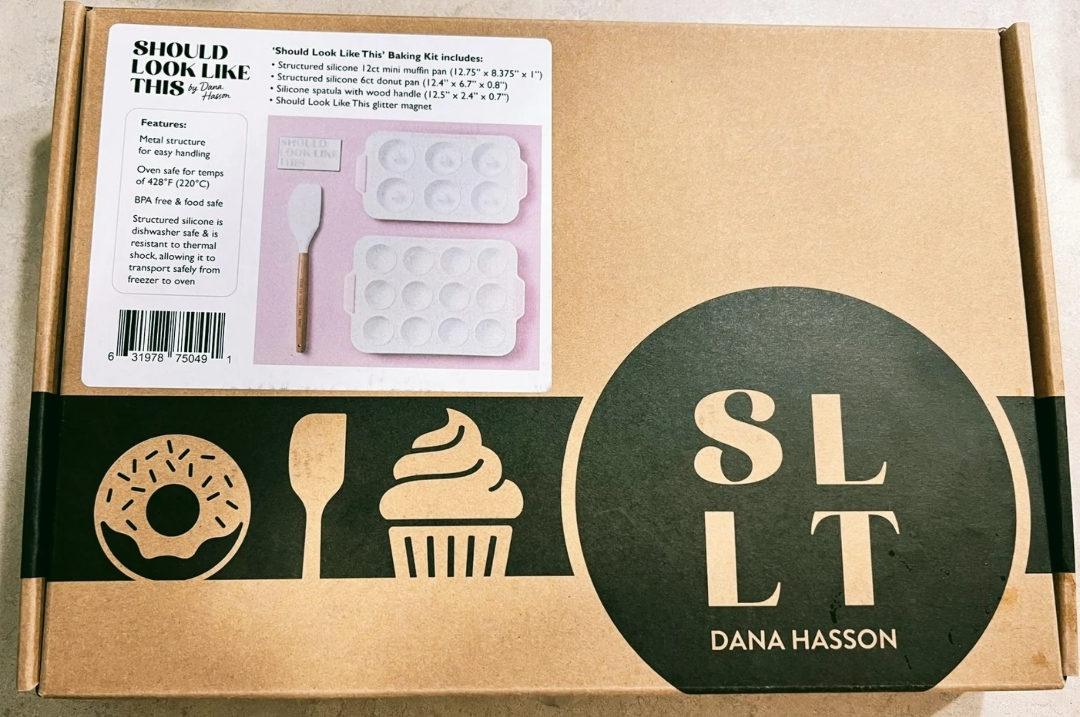 SHOULD
LOOK LIKE
THIS by Dana
Hasson
'Should Look Like This' Baking Kit includes:
• Structured silicone 12ct mini muffin pan (12.75" x 8.375" x 1")
• Structured silicone 6ct donut pan (12.4" x 6.7" x 0.8")
• Silicone spatula with wood handle (12.5" x 2.4" x 0.7")
• Should Look Like This glitter magnet
Features:
Metal structure
for easy handling
Oven safe for temps
of 428°F (220°C)
BPA free & food safe
Structured silicone is
dishwasher safe & is
resistant to thermal
shock, allowing it to
transport safely from
freezer to oven
SHOULD
LOOK LIKE
THIS
6 31978 75049 1
S L
L T
DANA HASSON